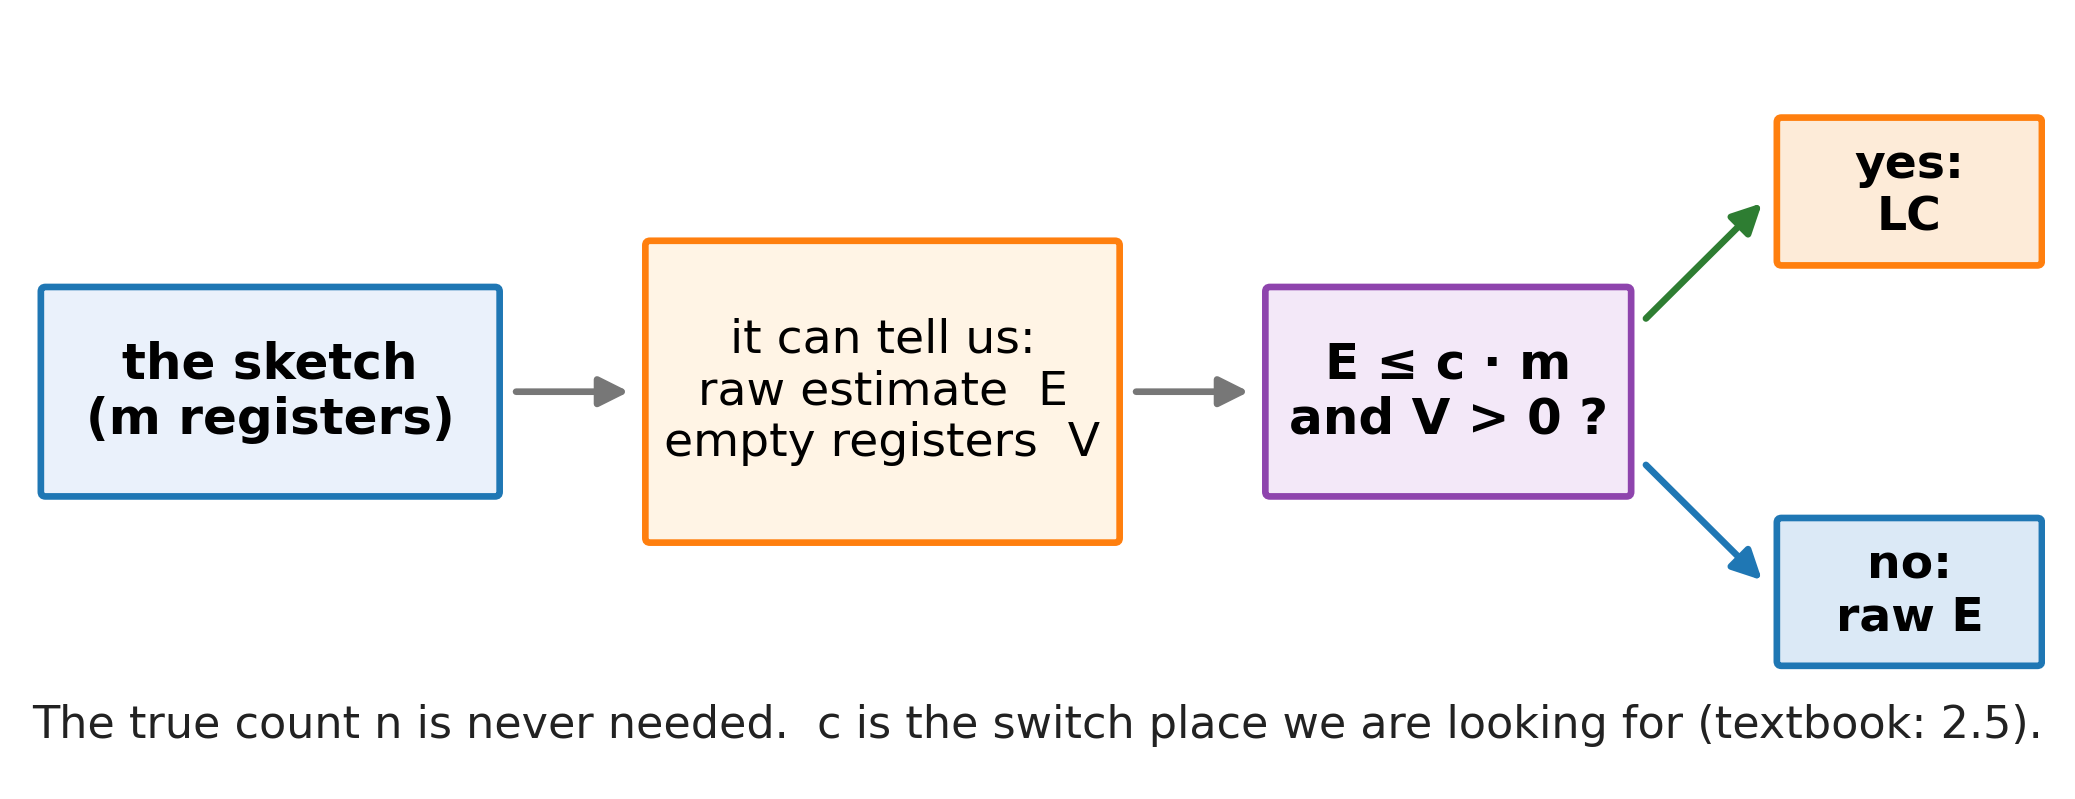 the sketch
(m registers)
it can tell us:
raw estimate  E
empty registers  V
E ≤ c · m
and V > 0 ?
yes:
LC
no:
raw E
The true count n is never needed.  c is the switch place we are looking for (textbook: 2.5).